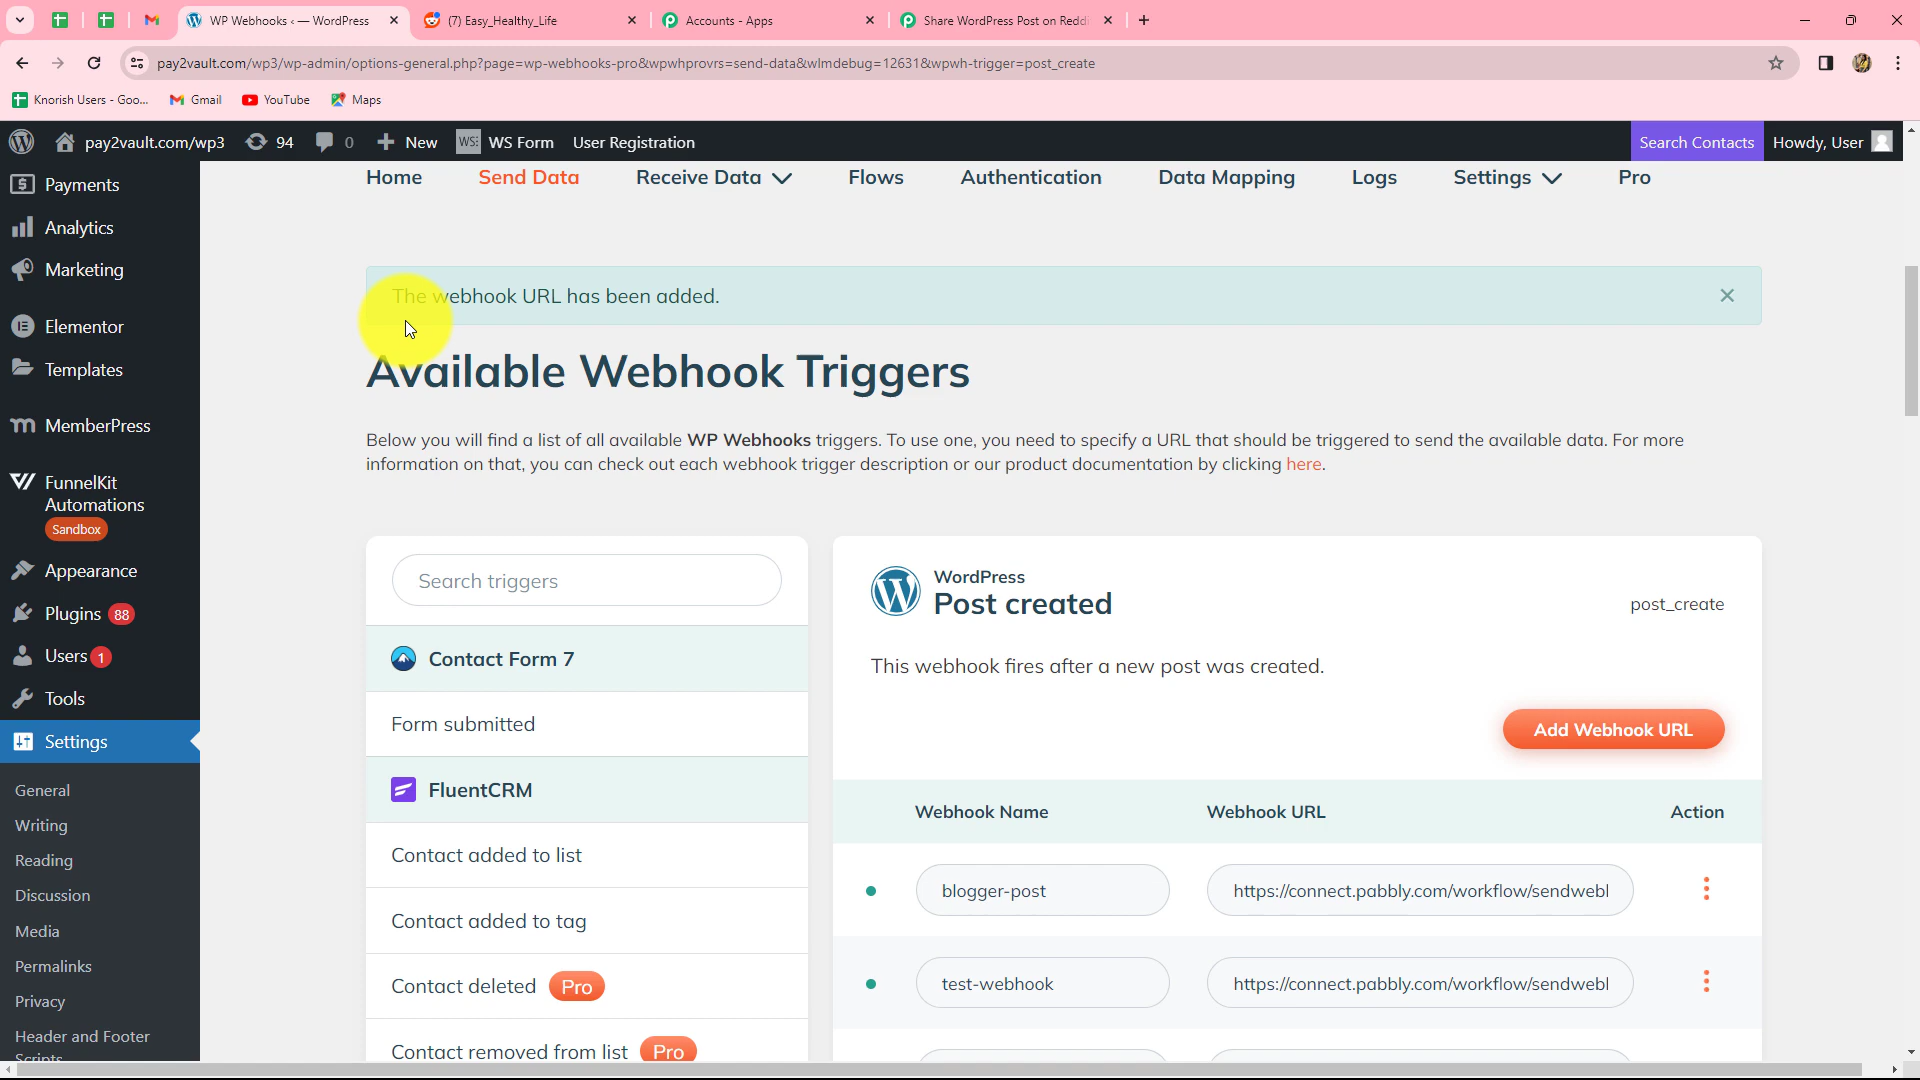 WP Webhooks ‹ — WordPress
(7) Easy_Healthy_Life
Accounts - Apps
Share WordPress Post on Reddi
pay2vault.com/wp3/wp-admin/options-general.php?page=wp-webhooks-pro&wpwhprovrs=send-data&wlmdebug=12631&wpwh-trigger=post_create
Knorish Users - Goo...
Gmail
YouTube
Maps
pay2vault.com/wp3
94
0
New
WS Form
User Registration
Search Contacts
Howdy, User
Payments
Analytics
Marketing
Elementor
Templates
MemberPress
FunnelKit
Automations
Sandbox
Appearance
Plugins 88
Users 1
Tools
Settings
General
Writing
Reading
Discussion
Media
Permalinks
Privacy
Header and Footer
Scripts
Home
Send Data
Receive Data
Flows
Authentication
Data Mapping
Logs
Settings
Pro
The webhook URL has been added.
Available Webhook Triggers
Below you will find a list of all available WP Webhooks triggers. To use one, you need to specify a URL that should be triggered to send the available data. For more
information on that, you can check out each webhook trigger description or our product documentation by clicking here.
Search triggers
Contact Form 7
Form submitted
FluentCRM
Contact added to list
Contact added to tag
Contact deleted Pro
Contact removed from list Pro
WordPress
Post created
post_create
This webhook fires after a new post was created.
Add Webhook URL
Webhook Name
Webhook URL
Action
blogger-post
https://connect.pabbly.com/workflow/sendwebl
test-webhook
https://connect.pabbly.com/workflow/sendwebl